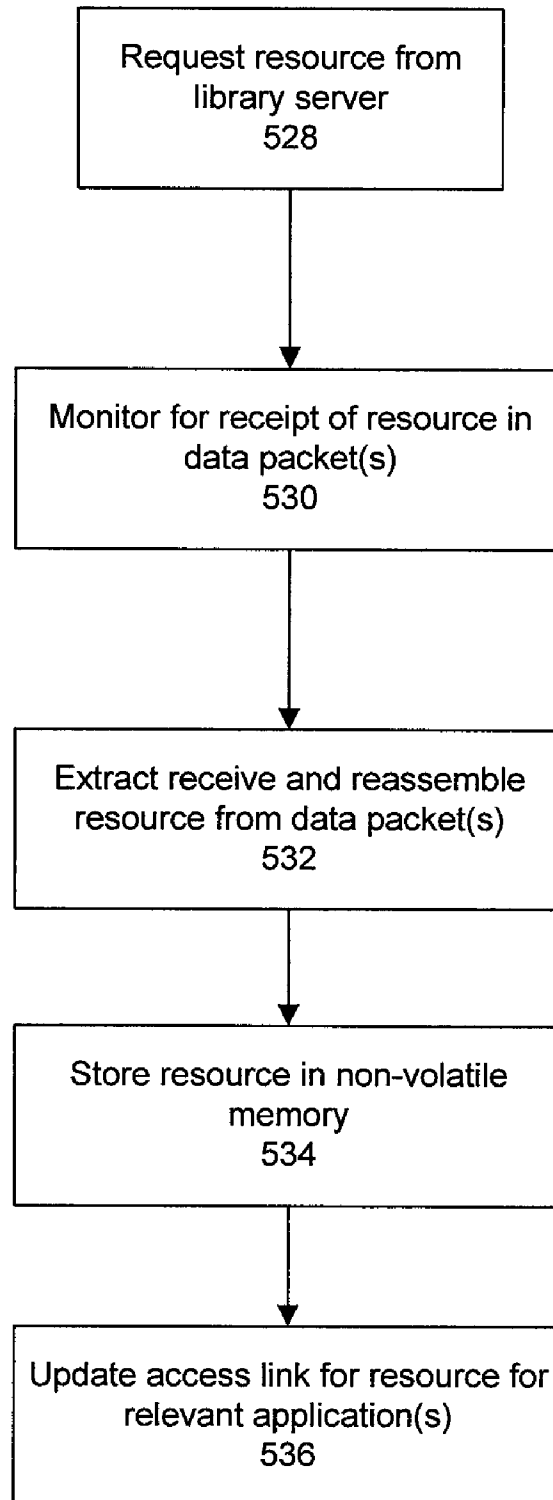 Request resource from
library server
528
Monitor for receipt of resource in
data packet(s)
530
Extract receive and reassemble
resource from data packet(s)
532
Store resource in non-volatile
memory
534
Update access link for resource for
relevant application(s)
536